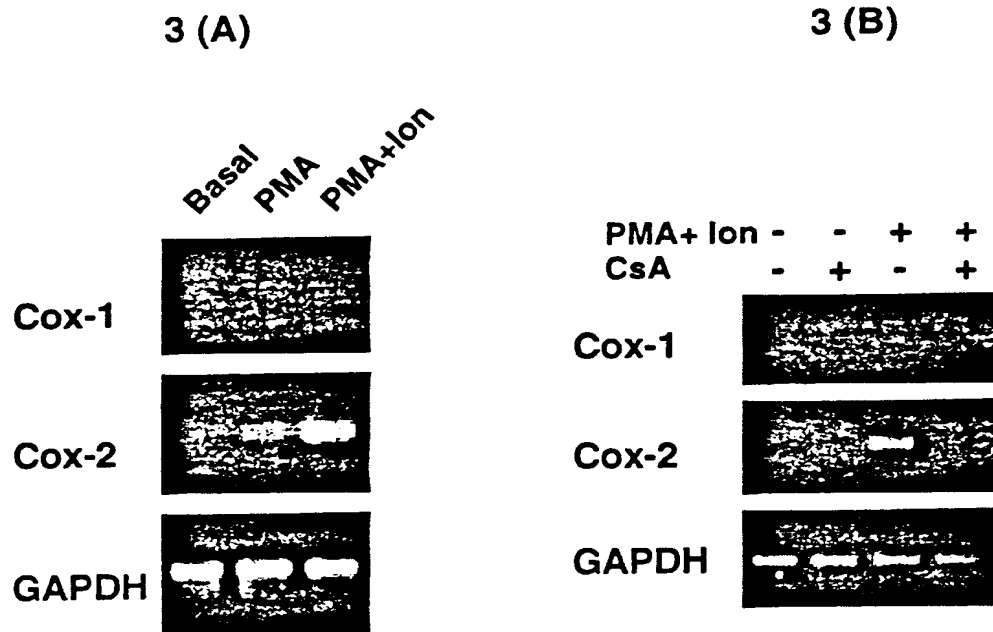 3 (A)
Basal PMA PMA+Ion
Cox-1
Cox-2
GAPDH
3 (B)
PMA+ Ion - - + +
CsA - + - +
Cox-1
Cox-2
GAPDH